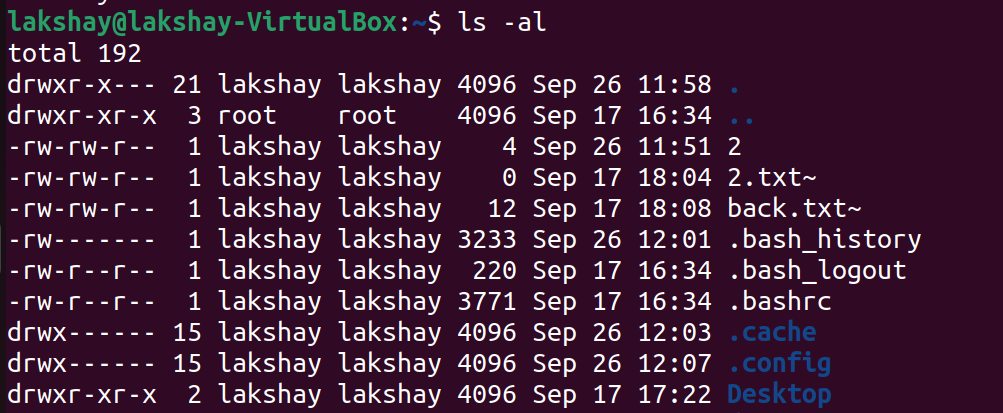 lakshay@lakshay-VirtualBox:~$ ls -al
total 192
drwxr-x--- 21 lakshay lakshay 4096 Sep 26 11:58 .
drwxr-xr-x  3 root    root    4096 Sep 17 16:34 ..
-rw-rw-r--  1 lakshay lakshay    4 Sep 26 11:51 2
-rw-rw-r--  1 lakshay lakshay    0 Sep 17 18:04 2.txt~
-rw-rw-r--  1 lakshay lakshay   12 Sep 17 18:08 back.txt~
-rw-------  1 lakshay lakshay 3233 Sep 26 12:01 .bash_history
-rw-r--r--  1 lakshay lakshay  220 Sep 17 16:34 .bash_logout
-rw-r--r--  1 lakshay lakshay 3771 Sep 17 16:34 .bashrc
drwx------ 15 lakshay lakshay 4096 Sep 26 12:03 .cache
drwx------ 15 lakshay lakshay 4096 Sep 26 12:07 .config
drwxr-xr-x  2 lakshay lakshay 4096 Sep 17 17:22 Desktop